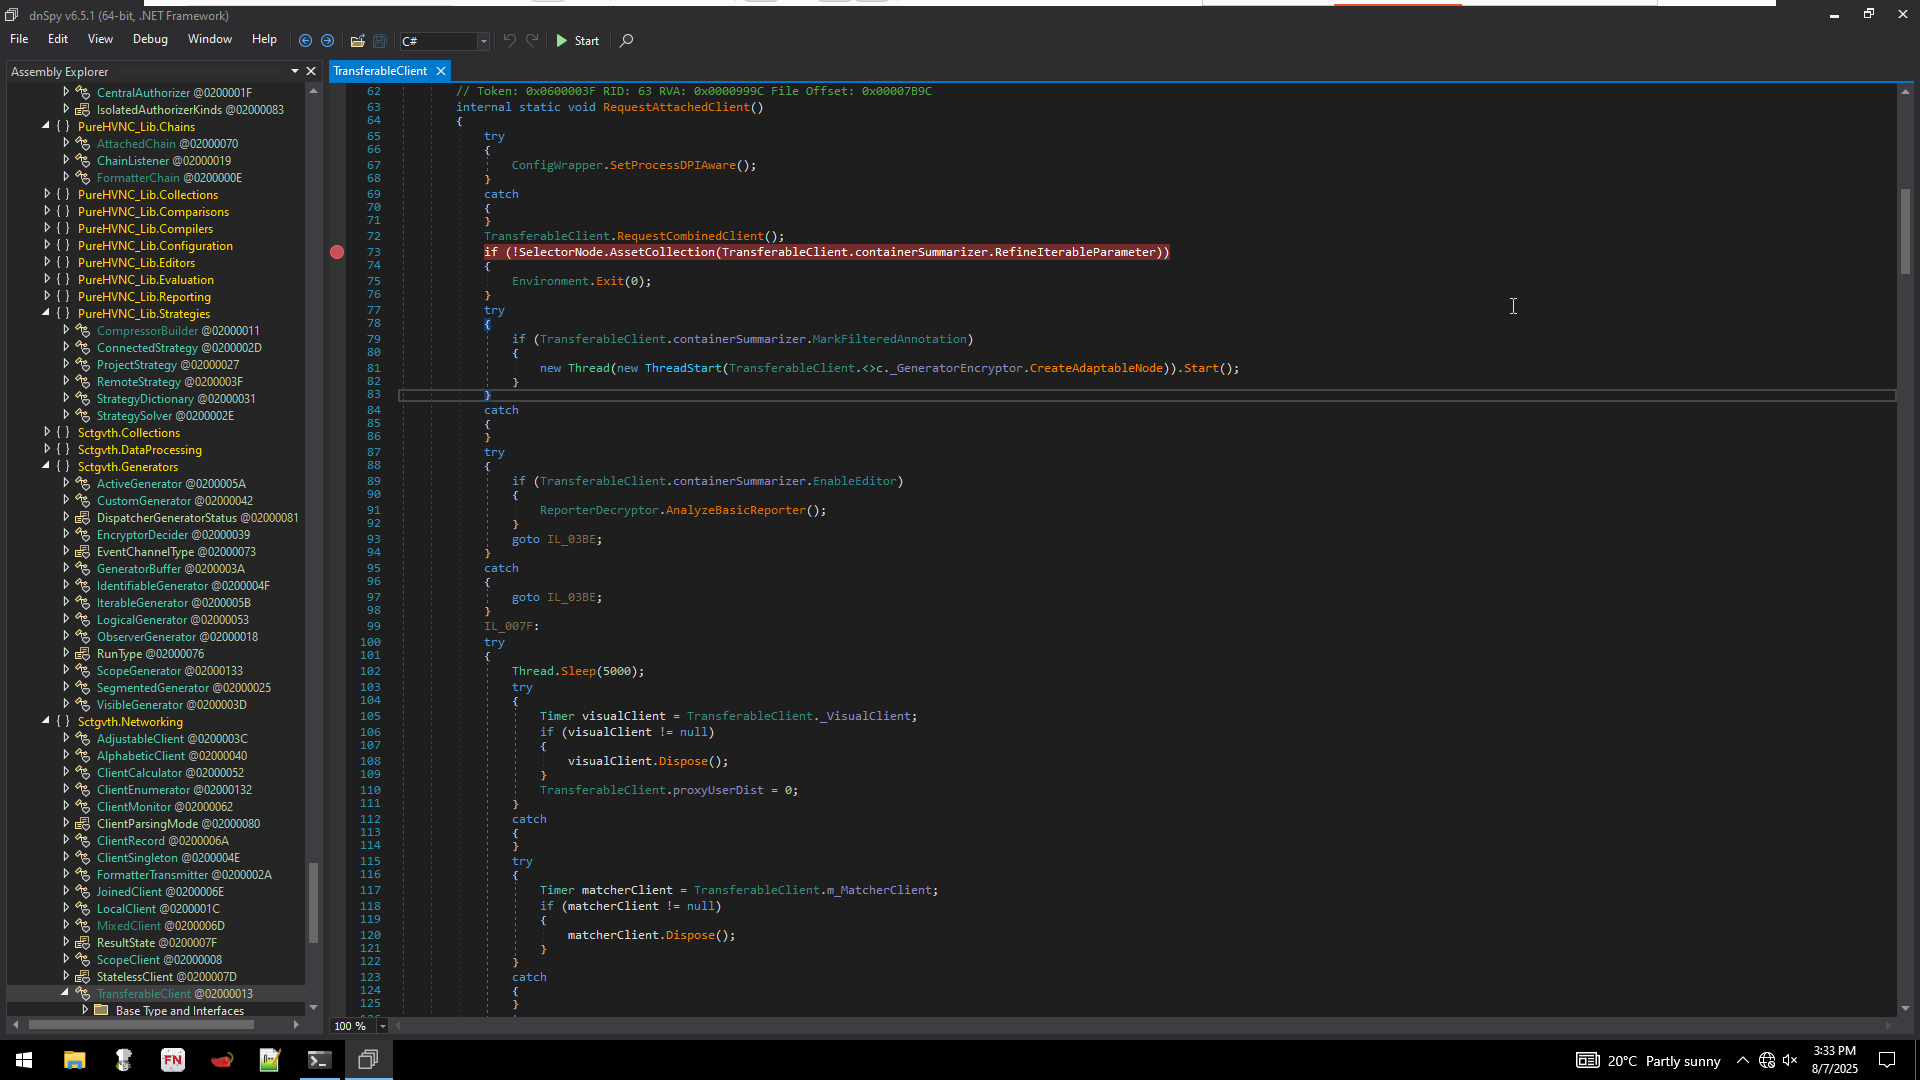 dnSpy v6.5.1 (64-bit, .NET Framework)
File Edit View Debug Window Help C# Start
Assembly Explorer
TransferableClient
CentralAuthorizer @0200001F
IsolatedAuthorizerKinds @02000083
{ } PureHVNC_Lib.Chains
AttachedChain @02000070
ChainListener @02000019
FormatterChain @0200000E
{ } PureHVNC_Lib.Collections
{ } PureHVNC_Lib.Comparisons
{ } PureHVNC_Lib.Compilers
{ } PureHVNC_Lib.Configuration
{ } PureHVNC_Lib.Editors
{ } PureHVNC_Lib.Evaluation
{ } PureHVNC_Lib.Reporting
{ } PureHVNC_Lib.Strategies
CompressorBuilder @02000011
ConnectedStrategy @0200002D
ProjectStrategy @02000027
RemoteStrategy @0200003F
StrategyDictionary @02000031
StrategySolver @0200002E
{ } Sctgvth.Collections
{ } Sctgvth.DataProcessing
{ } Sctgvth.Generators
ActiveGenerator @0200005A
CustomGenerator @02000042
DispatcherGeneratorStatus @02000081
EncryptorDecider @02000039
EventChannelType @02000073
GeneratorBuffer @0200003A
IdentifiableGenerator @0200004F
IterableGenerator @0200005B
LogicalGenerator @02000053
ObserverGenerator @02000018
RunType @02000076
ScopeGenerator @02000133
SegmentedGenerator @02000025
VisibleGenerator @0200003D
{ } Sctgvth.Networking
AdjustableClient @0200003C
AlphabeticClient @02000040
ClientCalculator @02000052
ClientEnumerator @02000132
ClientMonitor @02000062
ClientParsingMode @02000080
ClientRecord @0200006A
ClientSingleton @0200004E
FormatterTransmitter @0200002A
JoinedClient @0200006E
LocalClient @0200001C
MixedClient @0200006D
ResultState @0200007F
ScopeClient @02000008
StatelessClient @0200007D
TransferableClient @02000013
Base Type and Interfaces
62 // Token: 0x0600003F RID: 63 RVA: 0x0000999C File Offset: 0x00007B9C
63 internal static void RequestAttachedClient()
64 {
65 try
66 {
67 ConfigWrapper.SetProcessDPIAware();
68 }
69 catch
70 {
71 }
72 TransferableClient.RequestCombinedClient();
73 if (!SelectorNode.AssetCollection(TransferableClient.containerSummarizer.RefineIterableParameter))
74 {
75 Environment.Exit(0);
76 }
77 try
78 {
79 if (TransferableClient.containerSummarizer.MarkFilteredAnnotation)
80 {
81 new Thread(new ThreadStart(TransferableClient.<>c._GeneratorEncryptor.CreateAdaptableNode)).Start();
82 }
83 }
84 catch
85 {
86 }
87 try
88 {
89 if (TransferableClient.containerSummarizer.EnableEditor)
90 {
91 ReporterDecryptor.AnalyzeBasicReporter();
92 }
93 goto IL_03BE;
94 }
95 catch
96 {
97 goto IL_03BE;
98 }
99 IL_007F:
100 try
101 {
102 Thread.Sleep(5000);
103 try
104 {
105 Timer visualClient = TransferableClient._VisualClient;
106 if (visualClient != null)
107 {
108 visualClient.Dispose();
109 }
110 TransferableClient.proxyUserDist = 0;
111 }
112 catch
113 {
114 }
115 try
116 {
117 Timer matcherClient = TransferableClient.m_MatcherClient;
118 if (matcherClient != null)
119 {
120 matcherClient.Dispose();
121 }
122 }
123 catch
124 {
125 }
100 %
FN
20°C Partly sunny
3:33 PM
8/7/2025